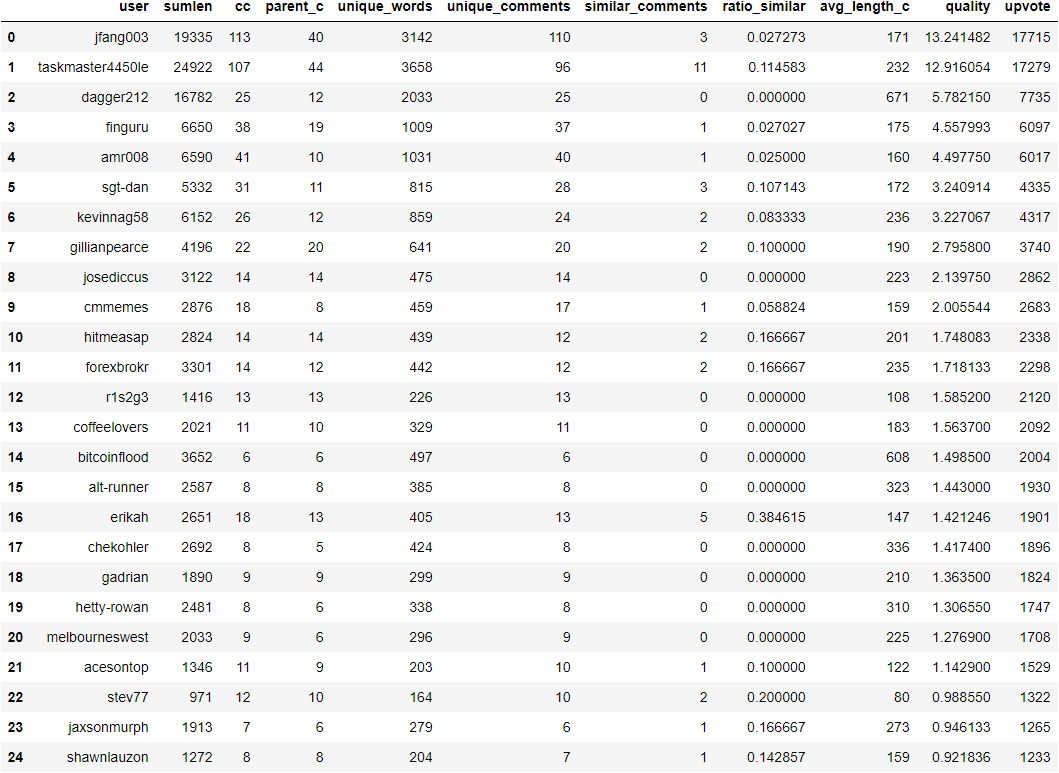 user sumlen cc parent_c unique_words unique_comments similar_comments ratio_similar avg_length_c quality upvote
0 jfang003 19335 113 40 3142 110 3 0.027273 171 13.241482 17715
1 taskmaster4450le 24922 107 44 3658 96 11 0.114583 232 12.916054 17279
2 dagger212 16782 25 12 2033 25 0 0.000000 671 5.782150 7735
3 finguru 6650 38 19 1009 37 1 0.027027 175 4.557993 6097
4 amr008 6590 41 10 1031 40 1 0.025000 160 4.497750 6017
5 sgt-dan 5332 31 11 815 28 3 0.107143 172 3.240914 4335
6 kevinnag58 6152 26 12 859 24 2 0.083333 236 3.227067 4317
7 gillianpearce 4196 22 20 641 20 2 0.100000 190 2.795800 3740
8 josediccus 3122 14 14 475 14 0 0.000000 223 2.139750 2862
9 cmmemes 2876 18 8 459 17 1 0.058824 159 2.005544 2683
10 hitmeasap 2824 14 14 439 12 2 0.166667 201 1.748083 2338
11 forexbrokr 3301 14 12 442 12 2 0.166667 235 1.718133 2298
12 r1s2g3 1416 13 13 226 13 0 0.000000 108 1.585200 2120
13 coffeelovers 2021 11 10 329 11 0 0.000000 183 1.563700 2092
14 bitcoinflood 3652 6 6 497 6 0 0.000000 608 1.498500 2004
15 alt-runner 2587 8 8 385 8 0 0.000000 323 1.443000 1930
16 erikah 2651 18 13 405 13 5 0.384615 147 1.421246 1901
17 chekohler 2692 8 5 424 8 0 0.000000 336 1.417400 1896
18 gadrian 1890 9 9 299 9 0 0.000000 210 1.363500 1824
19 hetty-rowan 2481 8 6 338 8 0 0.000000 310 1.306550 1747
20 melbourneswest 2033 9 6 296 9 0 0.000000 225 1.276900 1708
21 acesontop 1346 11 9 203 10 1 0.100000 122 1.142900 1529
22 stev77 971 12 10 164 10 2 0.200000 80 0.988550 1322
23 jaxsonmurph 1913 7 6 279 6 1 0.166667 273 0.946133 1265
24 shawnlauzon 1272 8 8 204 7 1 0.142857 159 0.921836 1233